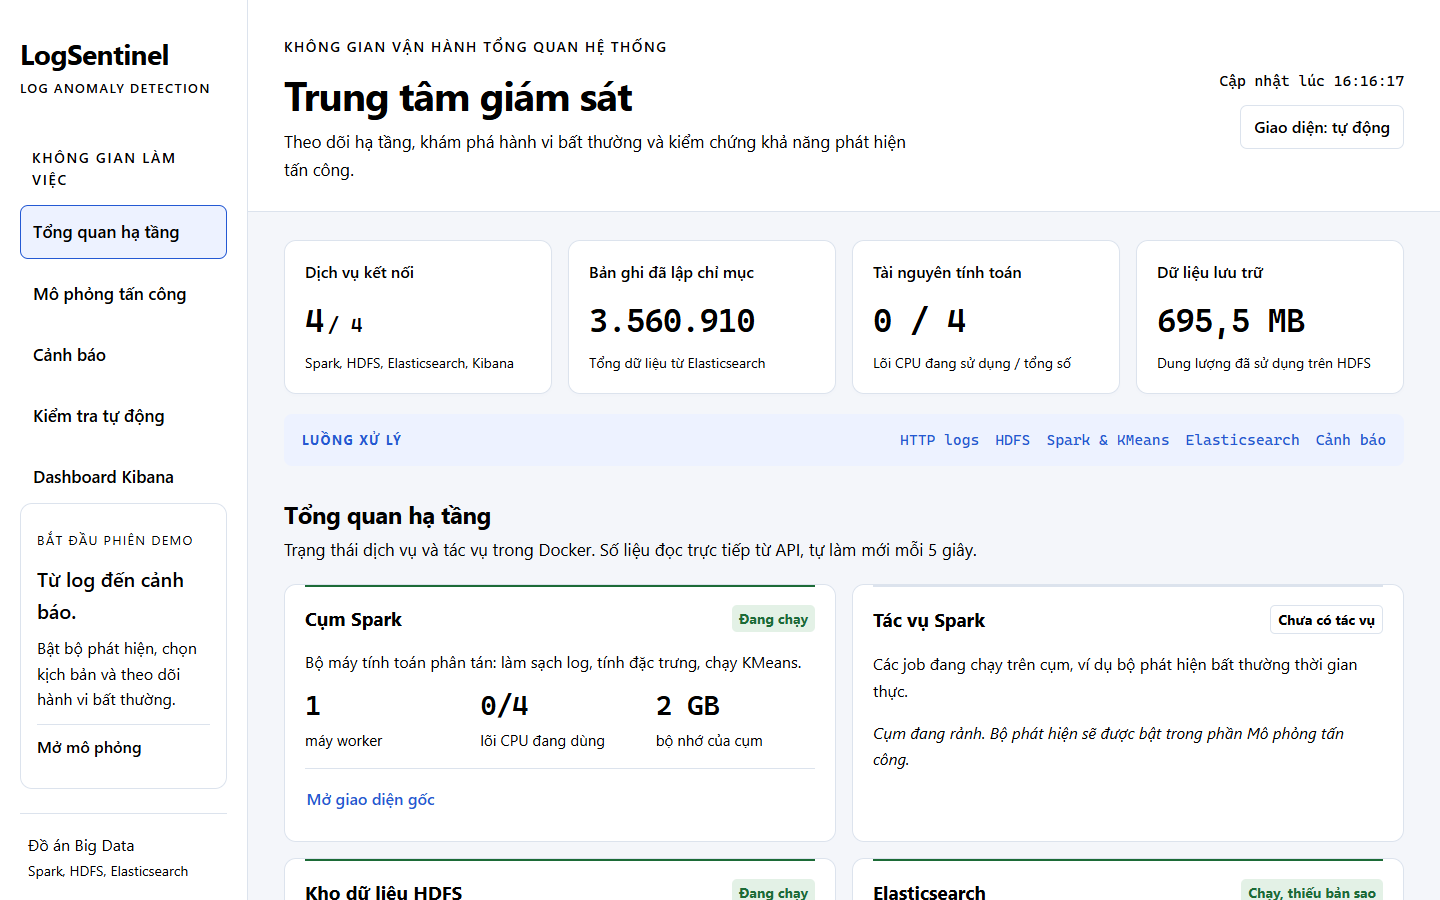 LogSentinel
LOG ANOMALY DETECTION
KHÔNG GIAN LÀM
VIỆC
Tổng quan hạ tầng
Mô phỏng tấn công
Cảnh báo
Kiểm tra tự động
Dashboard Kibana
BẮT ĐẦU PHIÊN DEMO
Từ log đến cảnh
báo.
Bật bộ phát hiện, chọn
kịch bản và theo dõi
hành vi bất thường.
Mở mô phỏng
Đồ án Big Data
Spark, HDFS, Elasticsearch
KHÔNG GIAN VẬN HÀNH TỔNG QUAN HỆ THỐNG
Trung tâm giám sát
Theo dõi hạ tầng, khám phá hành vi bất thường và kiểm chứng khả năng phát hiện
tấn công.
Cập nhật lúc 16:16:17
Giao diện: tự động
Dịch vụ kết nối
4 / 4
Spark, HDFS, Elasticsearch, Kibana
Bản ghi đã lập chỉ mục
3.560.910
Tổng dữ liệu từ Elasticsearch
Tài nguyên tính toán
0 / 4
Lõi CPU đang sử dụng / tổng số
Dữ liệu lưu trữ
695,5 MB
Dung lượng đã sử dụng trên HDFS
LUỒNG XỬ LÝ
HTTP logs HDFS Spark & KMeans Elasticsearch Cảnh báo
Tổng quan hạ tầng
Trạng thái dịch vụ và tác vụ trong Docker. Số liệu đọc trực tiếp từ API, tự làm mới mỗi 5 giây.
Cụm Spark
Đang chạy
Bộ máy tính toán phân tán: làm sạch log, tính đặc trưng, chạy KMeans.
1 0/4 2 GB
máy worker lõi CPU đang dùng bộ nhớ của cụm
Mở giao diện gốc
Tác vụ Spark
Chưa có tác vụ
Các job đang chạy trên cụm, ví dụ bộ phát hiện bất thường thời gian
thực.
Cụm đang rảnh. Bộ phát hiện sẽ được bật trong phần Mô phỏng tấn
công.
Kho dữ liệu HDFS
Đang chạy
Elasticsearch
Chạy, thiếu bản sao